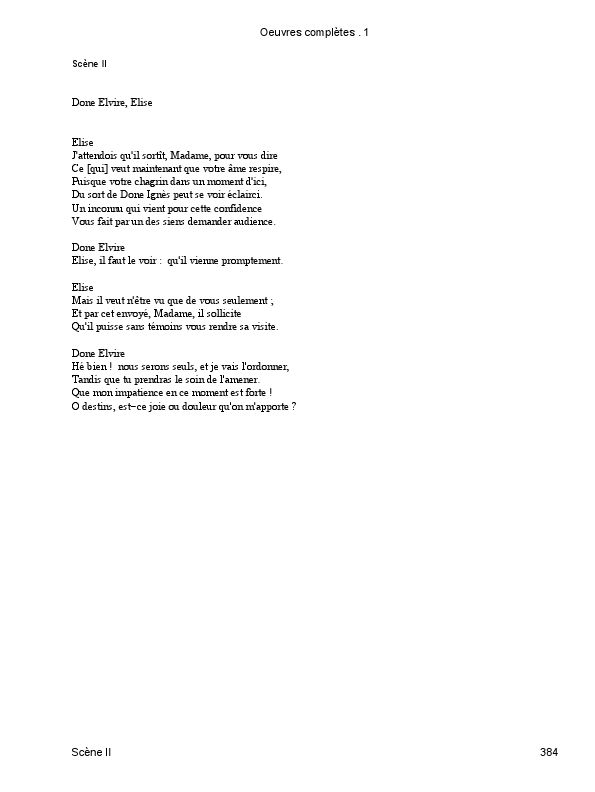 Oeuvres complètes . 1
Scène II
Done Elvire, Elise
Elise
J'attendois qu'il sortît, Madame, pour vous dire
Ce [qui] veut maintenant que votre âme respire,
Puisque votre chagrin dans un moment d'ici,
Du sort de Done Ignès peut se voir éclairci.
Un inconnu qui vient pour cette confidence
Vous fait par un des siens demander audience.
Done Elvire
Elise, il faut le voir : qu'il vienne promptement.
Elise
Mais il veut n'être vu que de vous seulement ;
Et par cet envoyé, Madame, il sollicite
Qu'il puisse sans témoins vous rendre sa visite.
Done Elvire
Hé bien ! nous serons seuls, et je vais l'ordonner,
Tandis que tu prendras le soin de l'amener.
Que mon impatience en ce moment est forte !
O destins, est-ce joie ou douleur qu'on m'apporte ?
Scène II 384